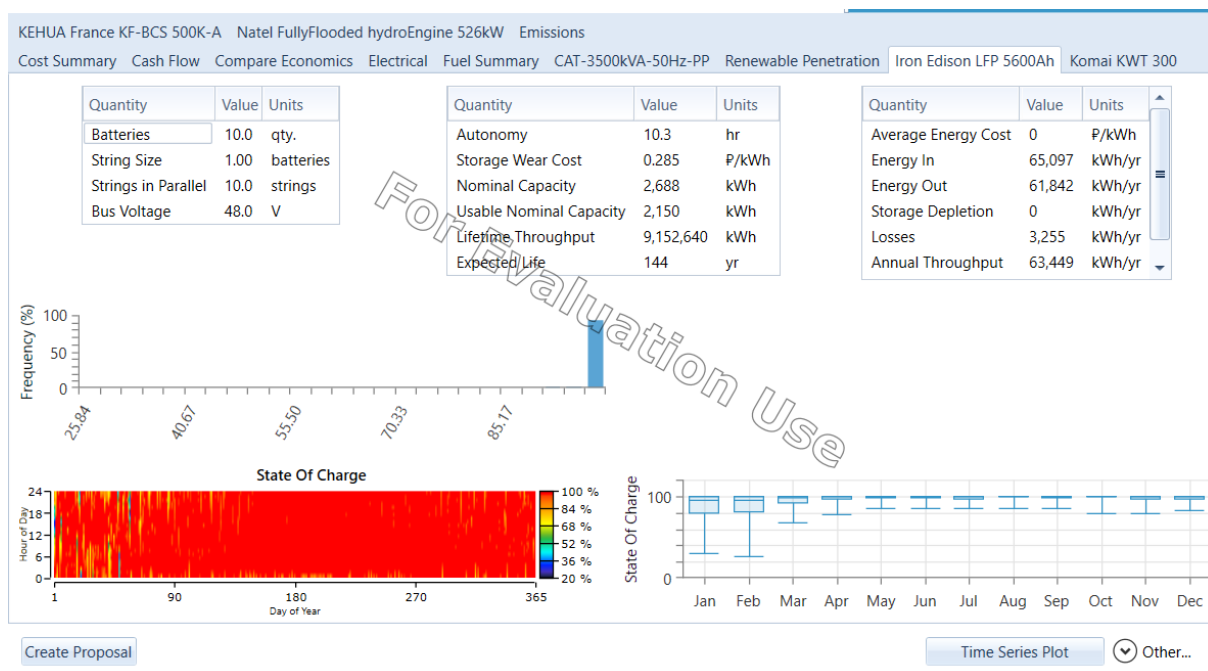 KEHUA France KF-BCS 500K-A Natel FullyFlooded hydroEngine 526kW Emissions
Cost Summary Cash Flow Compare Economics Electrical Fuel Summary CAT-3500kVA-50Hz-PP Renewable Penetration Iron Edison LFP 5600Ah Komai KWT 300
Quantity Value Units
Batteries 10.0 qty.
String Size 1.00 batteries
Strings in Parallel 10.0 strings
Bus Voltage 48.0 V
Quantity Value Units
Autonomy 10.3 hr
Storage Wear Cost 0.285 ₽/kWh
Nominal Capacity 2,688 kWh
Usable Nominal Capacity 2,150 kWh
Lifetime Throughput 9,152,640 kWh
Expected Life 144 yr
Quantity Value Units
Average Energy Cost 0 ₽/kWh
Energy In 65,097 kWh/yr
Energy Out 61,842 kWh/yr
Storage Depletion 0 kWh/yr
Losses 3,255 kWh/yr
Annual Throughput 63,449 kWh/yr
For Evaluation Use
Frequency (%)
100
50
0
25.84 40.67 55.50 70.33 85.17
State Of Charge
Hour of Day
24
18
12
6
0
1 90 180 270 365
Day of Year
100 %
84 %
68 %
52 %
36 %
20 %
State Of Charge
100
0
Jan Feb Mar Apr May Jun Jul Aug Sep Oct Nov Dec
Create Proposal
Time Series Plot
Other...